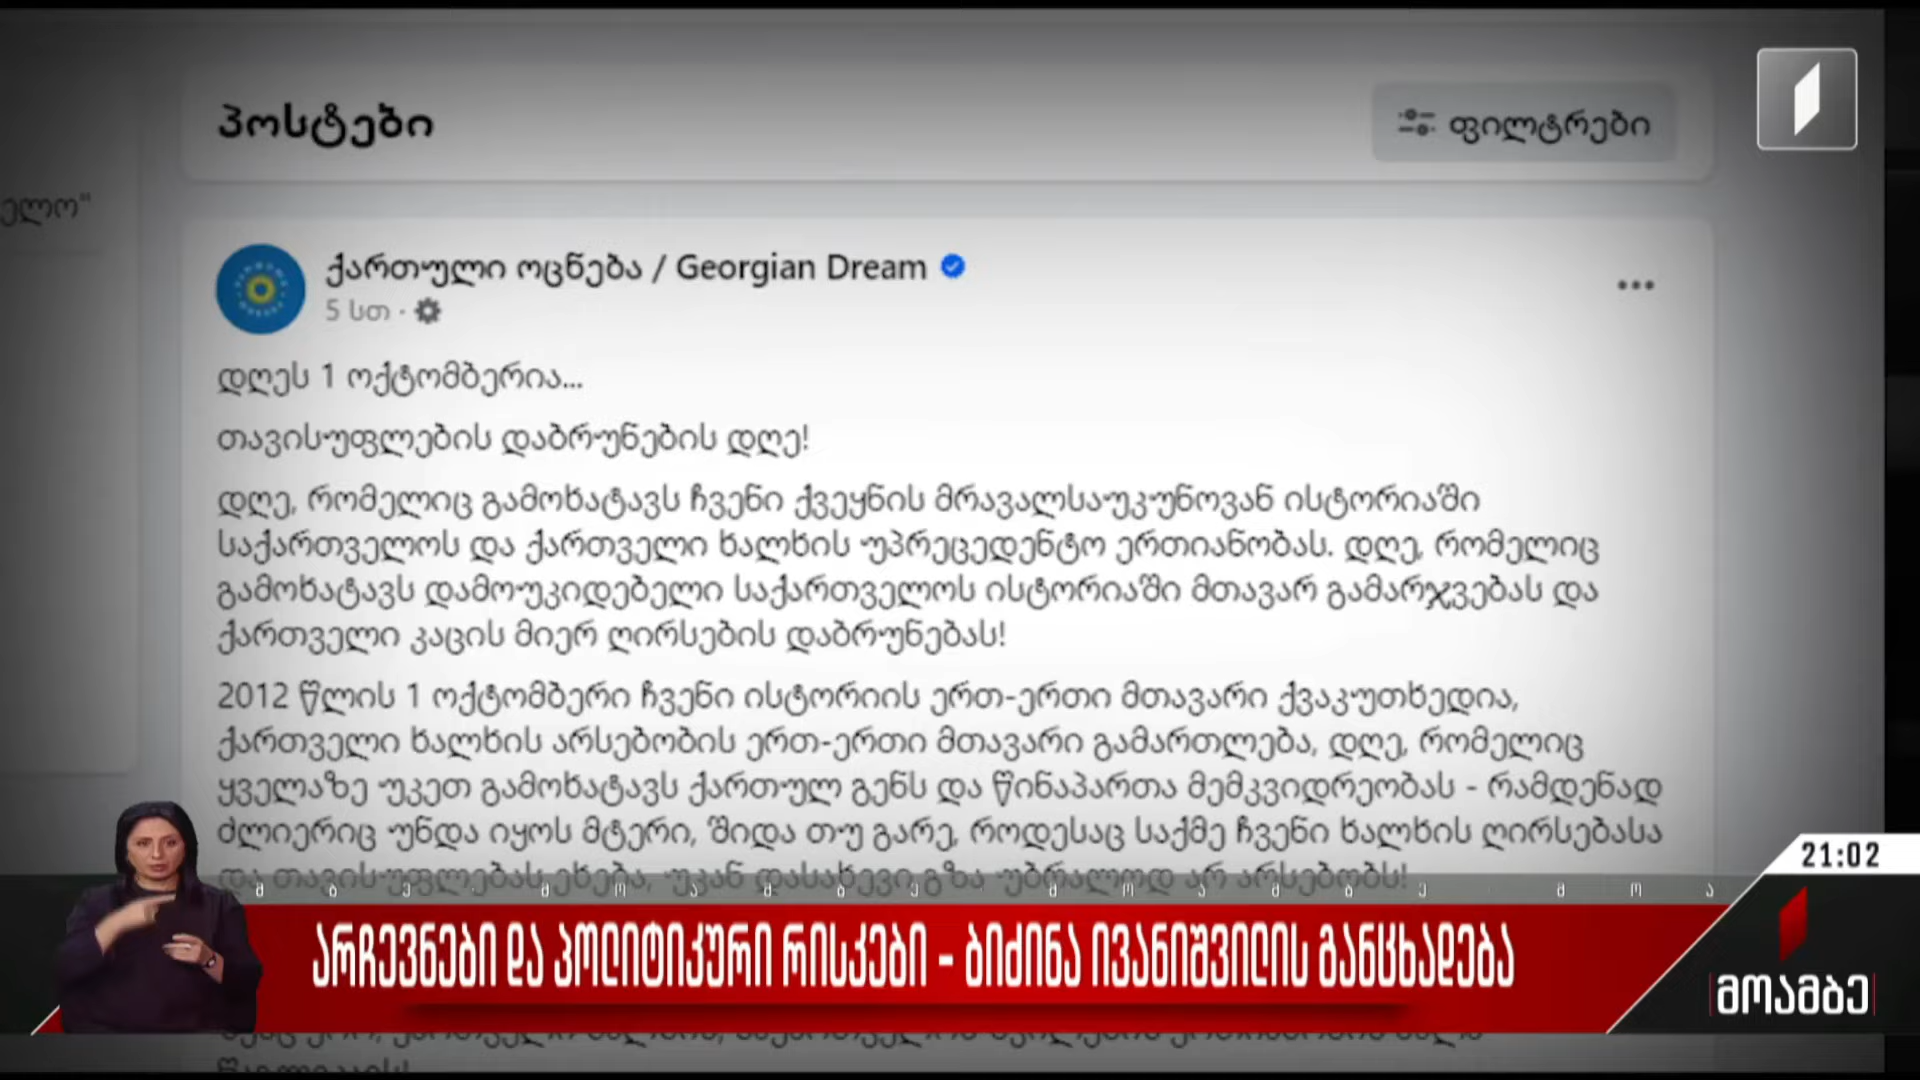 პოსტები
ფილტრები
ელო"
ქართული ოცნება / Georgian Dream
5 სთ ·
დღეს 1 ოქტომბერია...
თავისუფლების დაბრუნების დღე!
დღე, რომელიც გამოხატავს ჩვენი ქვეყნის მრავალსაუკუნოვან ისტორიაში
საქართველოს და ქართველი ხალხის უპრეცედენტო ერთიანობას. დღე, რომელიც
გამოხატავს დამოუკიდებელი საქართველოს ისტორიაში მთავარ გამარჯვებას და
ქართველი კაცის მიერ ღირსების დაბრუნებას!
2012 წლის 1 ოქტომბერი ჩვენი ისტორიის ერთ-ერთი მთავარი ქვაკუთხედია,
ქართველი ხალხის არსებობის ერთ-ერთი მთავარი გამართლება, დღე, რომელიც
ყველაზე უკეთ გამოხატავს ქართულ გენს და წინაპართა მემკვიდრეობას - რამდენად
ძლიერიც უნდა იყოს მტერი, შიდა თუ გარე, როდესაც საქმე ჩვენი ხალხის ღირსებასა
და თავისუფლებას ეხება, უკან დასახევი გზა უბრალოდ არ არსებობს!
21:02
არჩევნები და პოლიტიკური რისკები - ბიძინა ივანიშვილის განცხადება
მოამბე